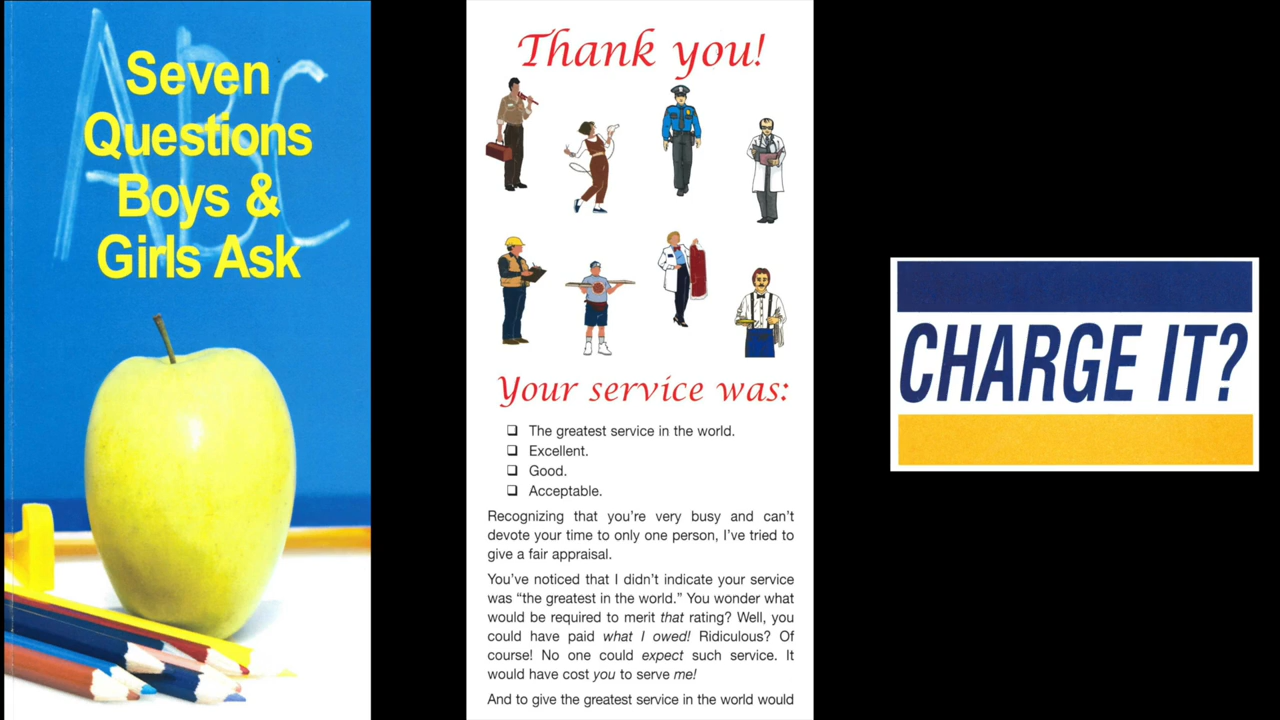 ABC
Seven
Questions
Boys &
Girls Ask
Thank you!
Your service was:
❑ The greatest service in the world.
❑ Excellent.
❑ Good.
❑ Acceptable.
Recognizing that you're very busy and can't
devote your time to only one person, I've tried to
give a fair appraisal.
You've noticed that I didn't indicate your service
was “the greatest in the world.” You wonder what
would be required to merit that rating? Well, you
could have paid what I owed! Ridiculous? Of
course! No one could expect such service. It
would have cost you to serve me!
And to give the greatest service in the world would
CHARGE IT?